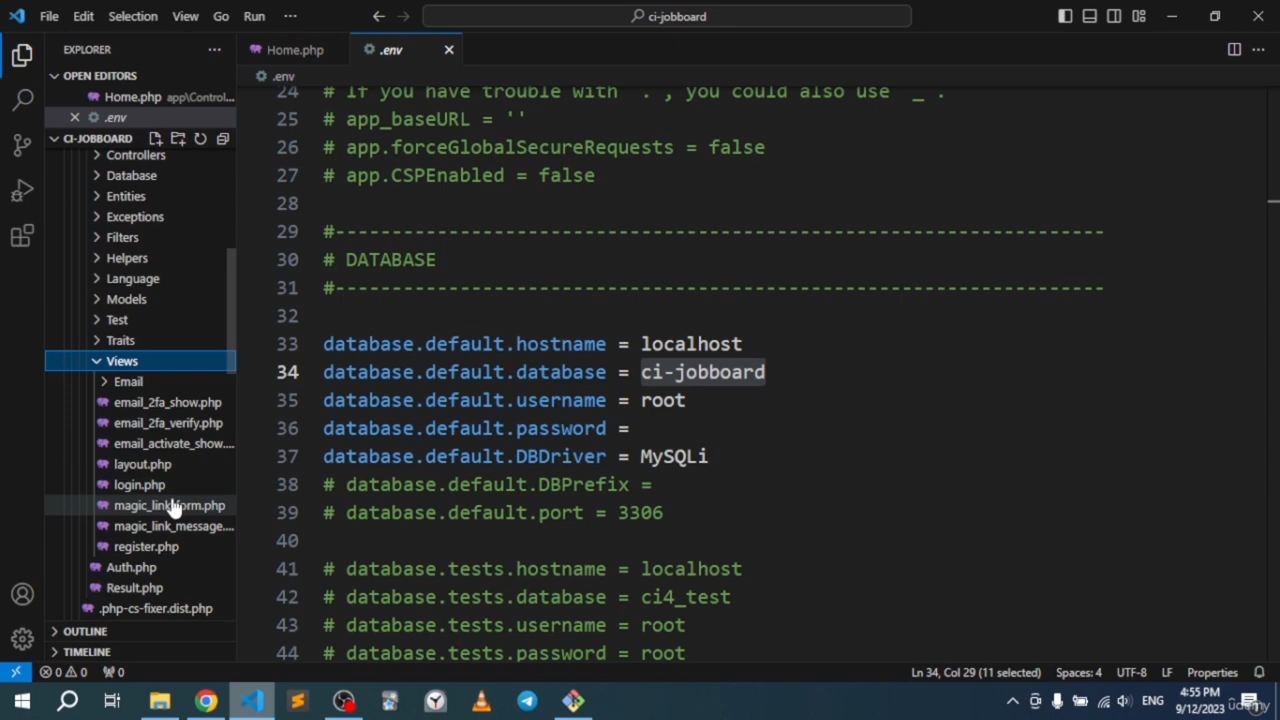 File Edit Selection View Go Run ··· ci-jobboard
EXPLORER ···
OPEN EDITORS
Home.php app\Control...
.env
CI-JOBBOARD
Controllers
Database
Entities
Exceptions
Filters
Helpers
Language
Models
Test
Traits
Views
Email
email_2fa_show.php
email_2fa_verify.php
email_activate_show....
layout.php
login.php
magic_link_form.php
magic_link_message....
register.php
Auth.php
Result.php
.php-cs-fixer.dist.php
OUTLINE
TIMELINE
Home.php .env
.env
24 # If you have trouble with `.`, you could also use `_`.
25 # app_baseURL = ''
26 # app.forceGlobalSecureRequests = false
27 # app.CSPEnabled = false
28
29 #--------------------------------------------------------------------
30 # DATABASE
31 #--------------------------------------------------------------------
32
33 database.default.hostname = localhost
34 database.default.database = ci-jobboard
35 database.default.username = root
36 database.default.password =
37 database.default.DBDriver = MySQLi
38 # database.default.DBPrefix =
39 # database.default.port = 3306
40
41 # database.tests.hostname = localhost
42 # database.tests.database = ci4_test
43 # database.tests.username = root
44 # database.tests.password = root
0 0 0 Ln 34, Col 29 (11 selected) Spaces: 4 UTF-8 LF Properties
ENG 4:55 PM
9/12/2023
udemy